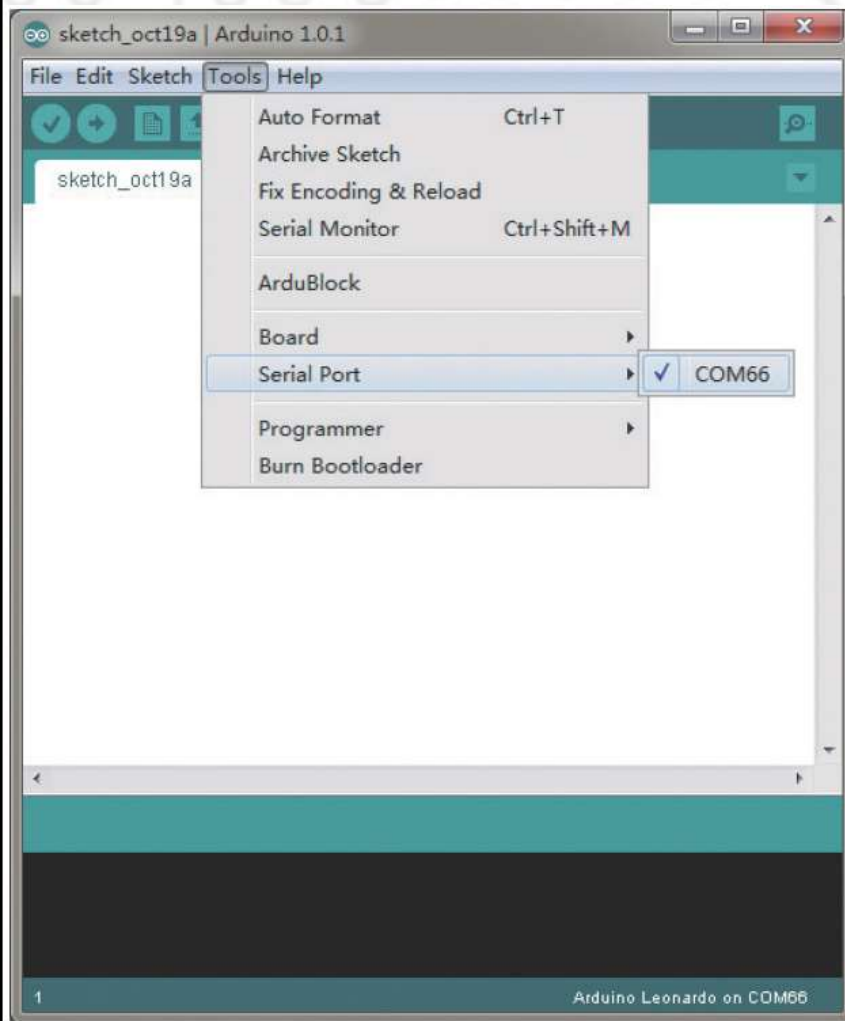 sketch_oct19a | Arduino 1.0.1
File Edit Sketch Tools Help
sketch_oct19a
Auto Format Ctrl+T
Archive Sketch
Fix Encoding & Reload
Serial Monitor Ctrl+Shift+M
ArduBlock
Board
Serial Port
COM66
Programmer
Burn Bootloader
1 Arduino Leonardo on COM66